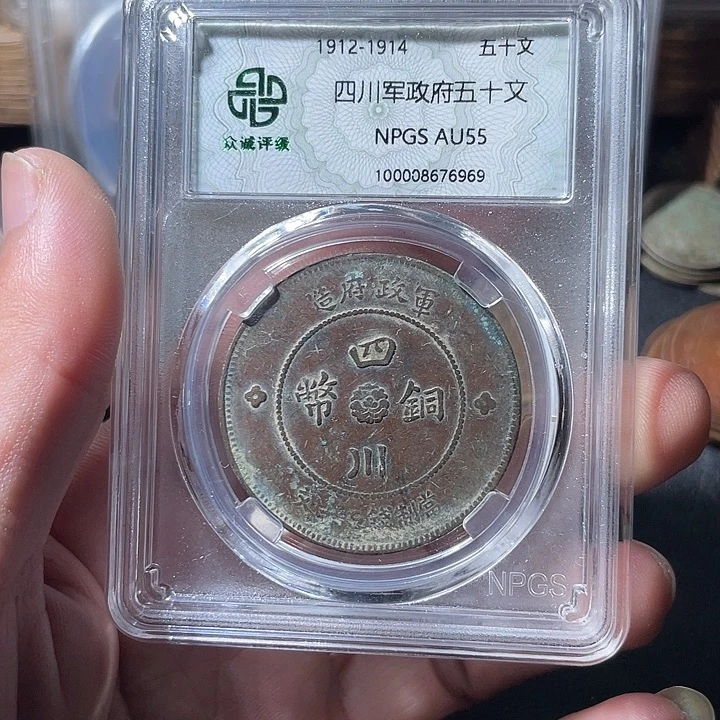 1912-1914 五十文
四川军政府五十文
众诚评级
NPGS AU55
100008676969
造府政軍
四
幣 銅
川
NPGS